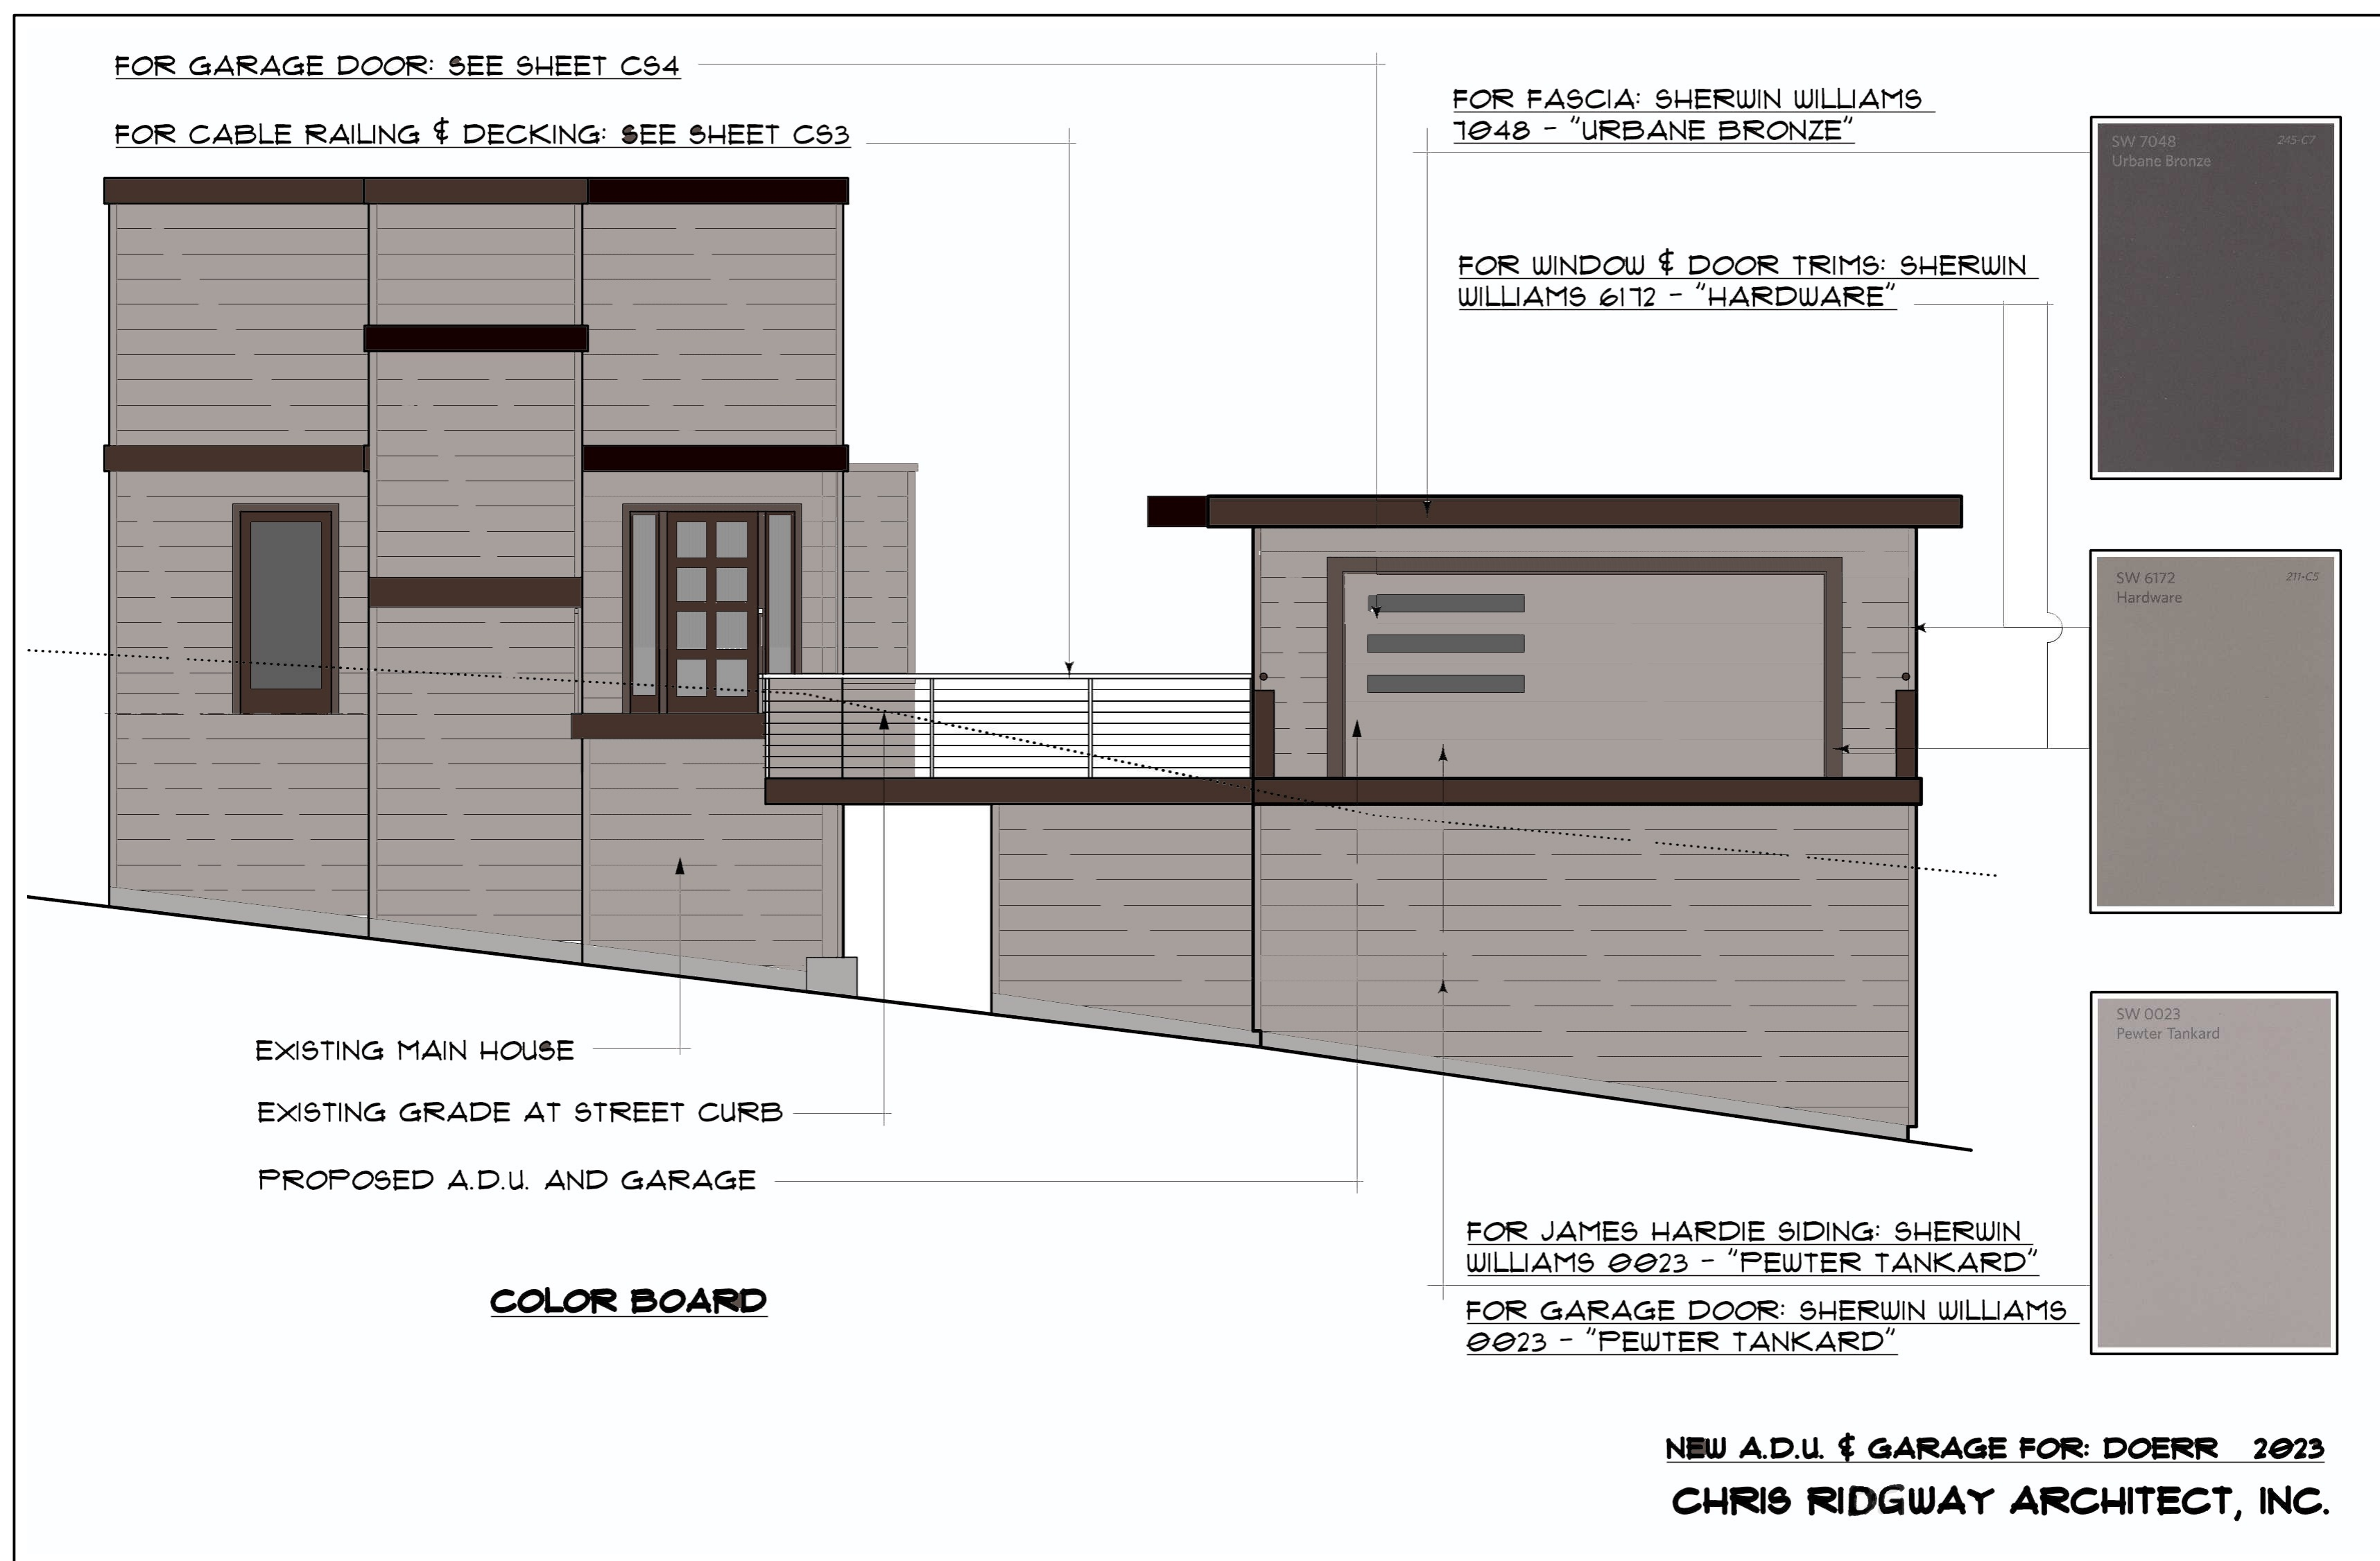 FOR GARAGE DOOR: SEE SHEET CS4
FOR CABLE RAILING & DECKING: SEE SHEET CS3
FOR FASCIA: SHERWIN WILLIAMS
7048 - "URBANE BRONZE"
SW 7048 245-C7
Urbane Bronze
FOR WINDOW & DOOR TRIMS: SHERWIN
WILLIAMS 6172 - "HARDWARE"
SW 6172 211-C5
Hardware
EXISTING MAIN HOUSE
EXISTING GRADE AT STREET CURB
PROPOSED A.D.U. AND GARAGE
SW 0023
Pewter Tankard
FOR JAMES HARDIE SIDING: SHERWIN
WILLIAMS 0023 - "PEWTER TANKARD"
FOR GARAGE DOOR: SHERWIN WILLIAMS
0023 - "PEWTER TANKARD"
COLOR BOARD
NEW A.D.U. & GARAGE FOR: DOERR 2023
CHRIS RIDGWAY ARCHITECT, INC.